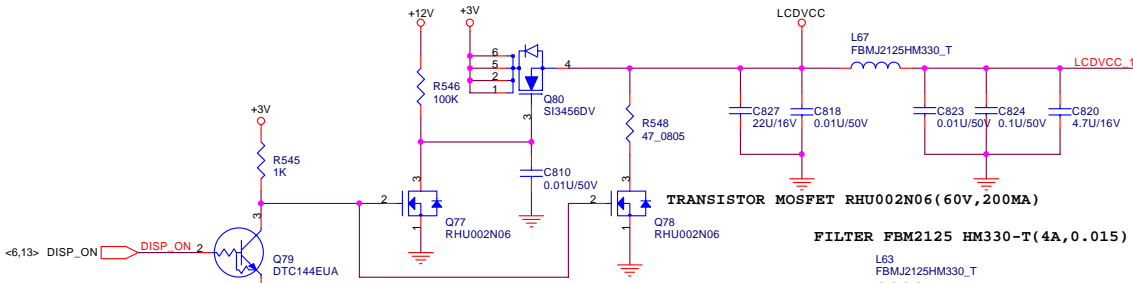 +12V
+3V
LCDVCC
L67
FBMJ2125HM330_T
6
5
2
1
4
LCDVCC_1
R546
100K
Q80
SI3456DV
3
+3V
R548
47_0805
C827
22U/16V
C818
0.01U/50V
C823
0.01U/50V
C824
0.1U/50V
C820
4.7U/16V
R545
1K
C810
0.01U/50V
3
3
3
2
2
TRANSISTOR MOSFET RHU002N06(60V,200MA)
Q77
RHU002N06
1
Q78
RHU002N06
1
FILTER FBM2125 HM330-T(4A,0.015)
<6,13> DISP_ON
DISP_ON
2
Q79
DTC144EUA
L63
FBMJ2125HM330_T